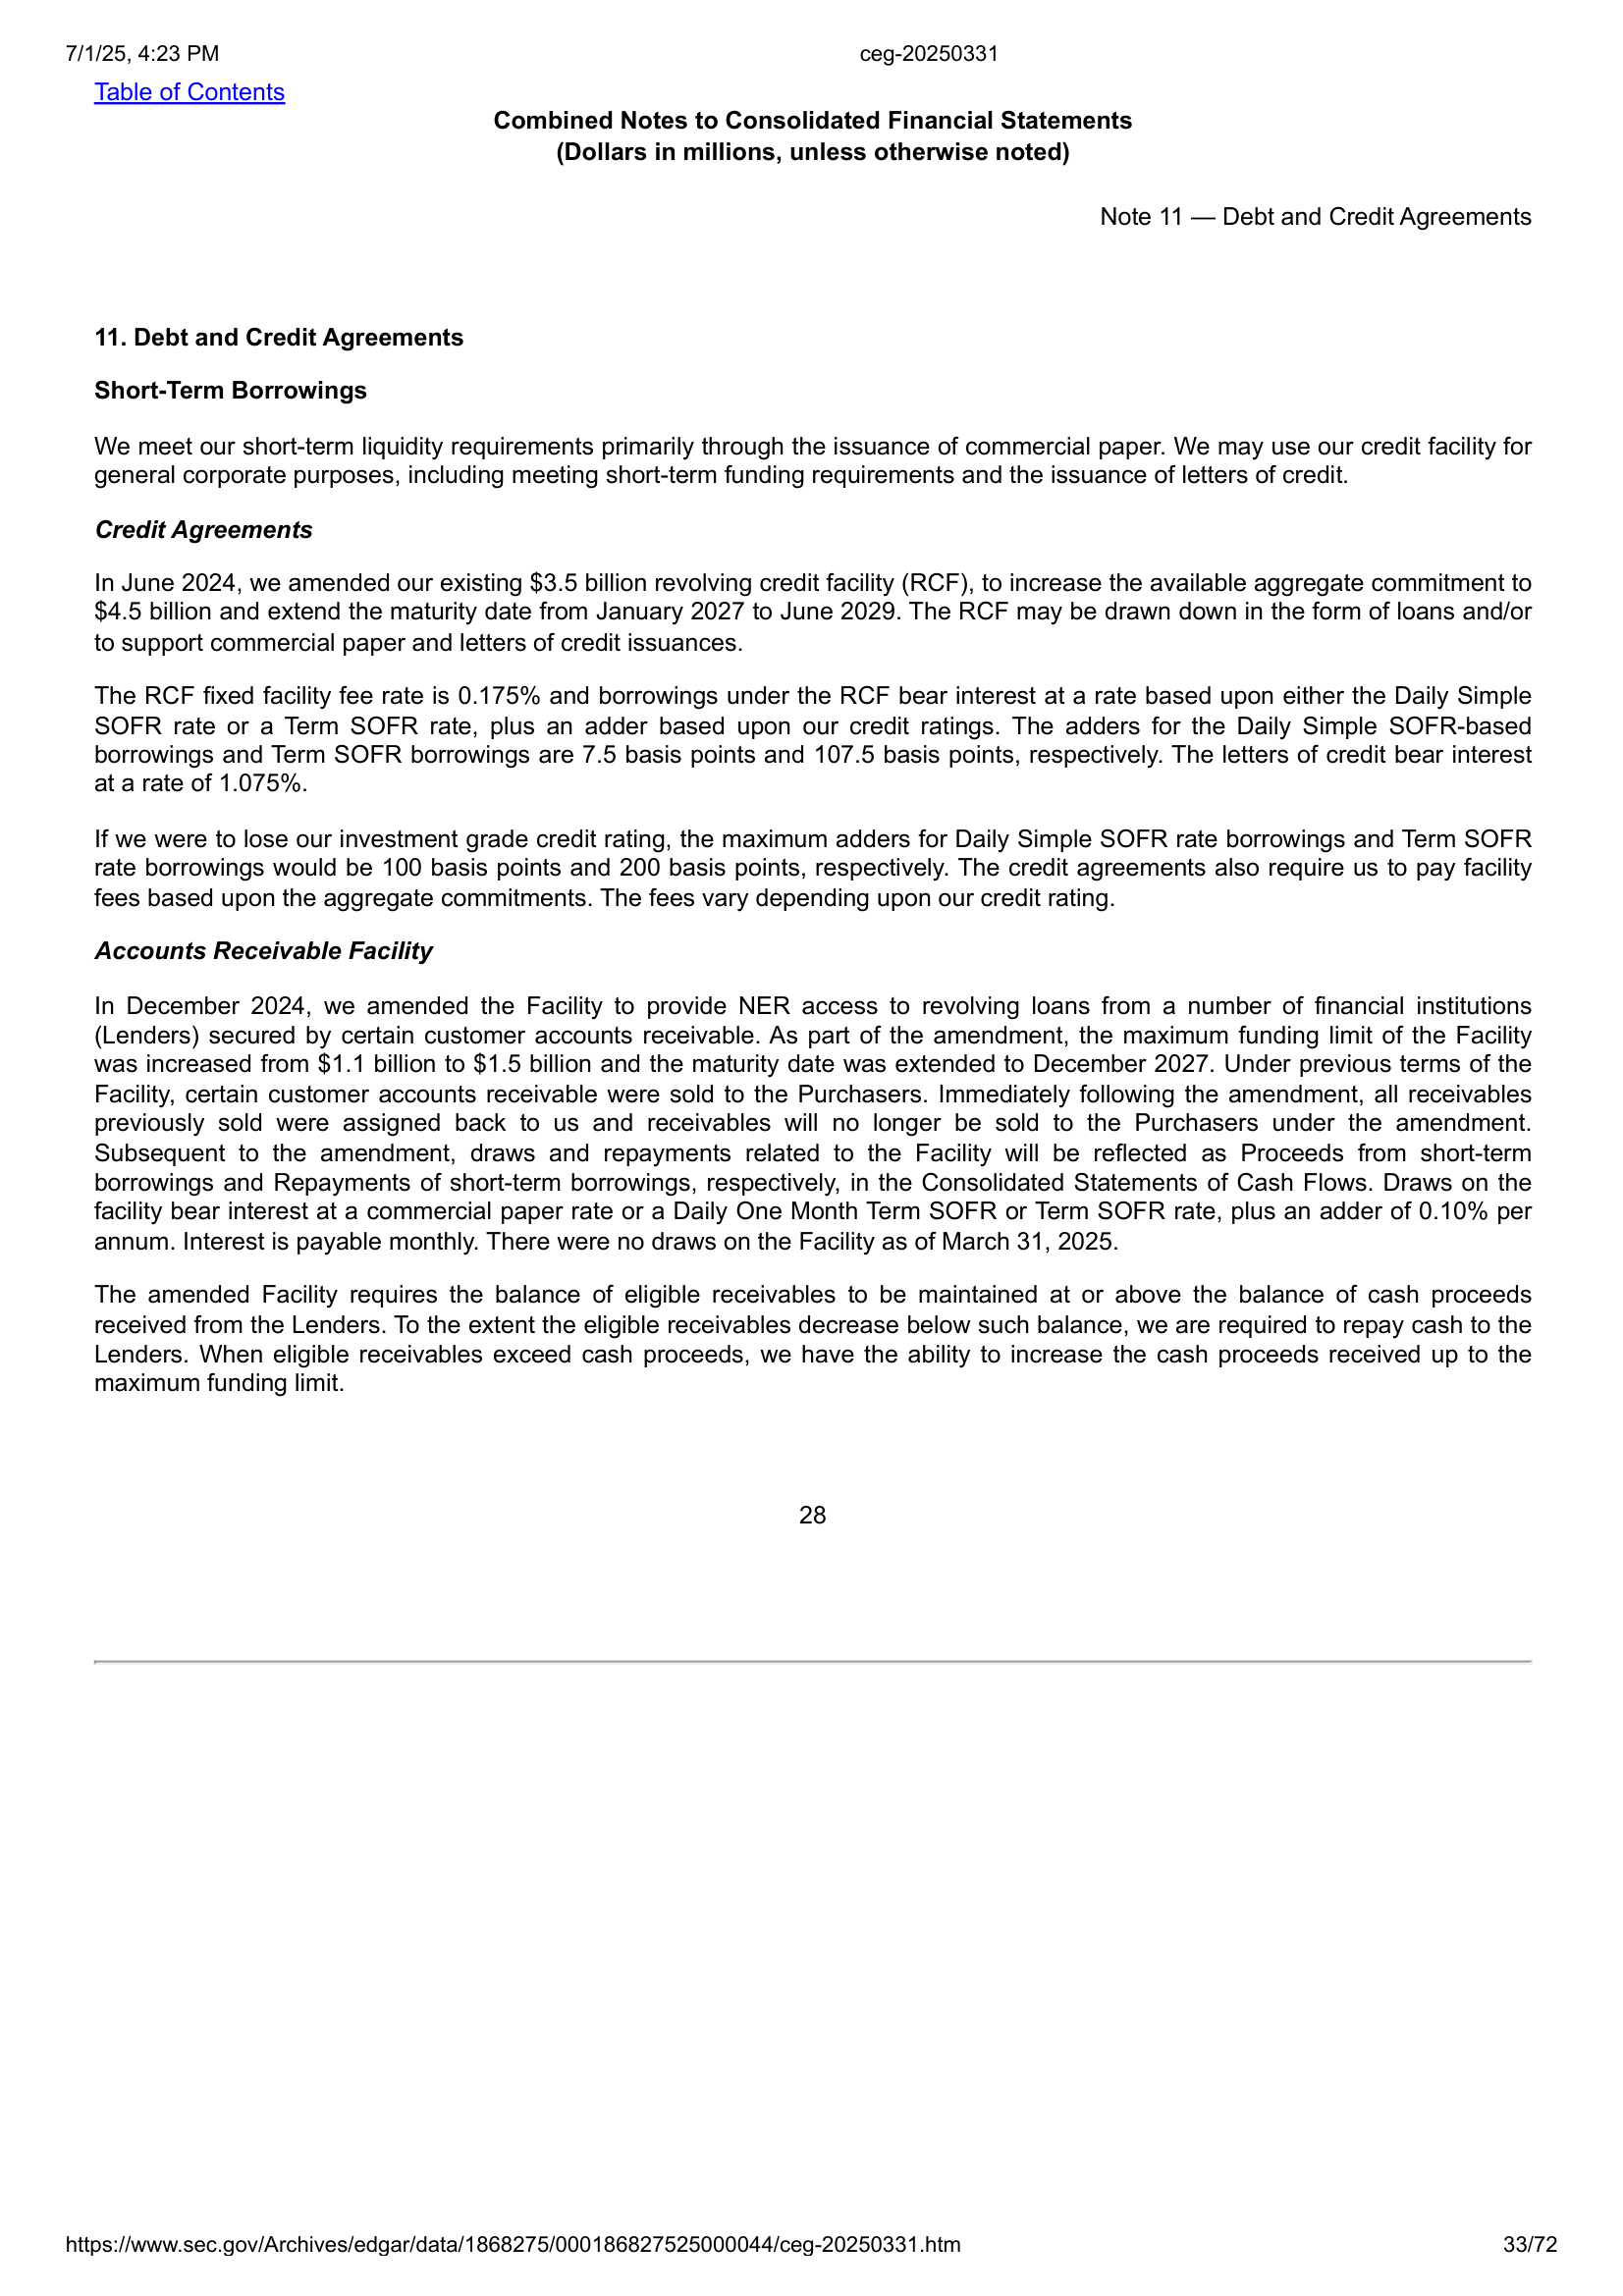 7/1/25, 4:23 PM ceg-20250331
Table of Contents
Combined Notes to Consolidated Financial Statements
(Dollars in millions, unless otherwise noted)
Note 11 — Debt and Credit Agreements
11. Debt and Credit Agreements
Short-Term Borrowings
We meet our short-term liquidity requirements primarily through the issuance of commercial paper. We may use our credit facility for
general corporate purposes, including meeting short-term funding requirements and the issuance of letters of credit.
Credit Agreements
In June 2024, we amended our existing $3.5 billion revolving credit facility (RCF), to increase the available aggregate commitment to
$4.5 billion and extend the maturity date from January 2027 to June 2029. The RCF may be drawn down in the form of loans and/or
to support commercial paper and letters of credit issuances.
The RCF fixed facility fee rate is 0.175% and borrowings under the RCF bear interest at a rate based upon either the Daily Simple
SOFR rate or a Term SOFR rate, plus an adder based upon our credit ratings. The adders for the Daily Simple SOFR-based
borrowings and Term SOFR borrowings are 7.5 basis points and 107.5 basis points, respectively. The letters of credit bear interest
at a rate of 1.075%.
If we were to lose our investment grade credit rating, the maximum adders for Daily Simple SOFR rate borrowings and Term SOFR
rate borrowings would be 100 basis points and 200 basis points, respectively. The credit agreements also require us to pay facility
fees based upon the aggregate commitments. The fees vary depending upon our credit rating.
Accounts Receivable Facility
In December 2024, we amended the Facility to provide NER access to revolving loans from a number of financial institutions
(Lenders) secured by certain customer accounts receivable. As part of the amendment, the maximum funding limit of the Facility
was increased from $1.1 billion to $1.5 billion and the maturity date was extended to December 2027. Under previous terms of the
Facility, certain customer accounts receivable were sold to the Purchasers. Immediately following the amendment, all receivables
previously sold were assigned back to us and receivables will no longer be sold to the Purchasers under the amendment.
Subsequent to the amendment, draws and repayments related to the Facility will be reflected as Proceeds from short-term
borrowings and Repayments of short-term borrowings, respectively, in the Consolidated Statements of Cash Flows. Draws on the
facility bear interest at a commercial paper rate or a Daily One Month Term SOFR or Term SOFR rate, plus an adder of 0.10% per
annum. Interest is payable monthly. There were no draws on the Facility as of March 31, 2025.
The amended Facility requires the balance of eligible receivables to be maintained at or above the balance of cash proceeds
received from the Lenders. To the extent the eligible receivables decrease below such balance, we are required to repay cash to the
Lenders. When eligible receivables exceed cash proceeds, we have the ability to increase the cash proceeds received up to the
maximum funding limit.
28
https://www.sec.gov/Archives/edgar/data/1868275/000186827525000044/ceg-20250331.htm 33/72